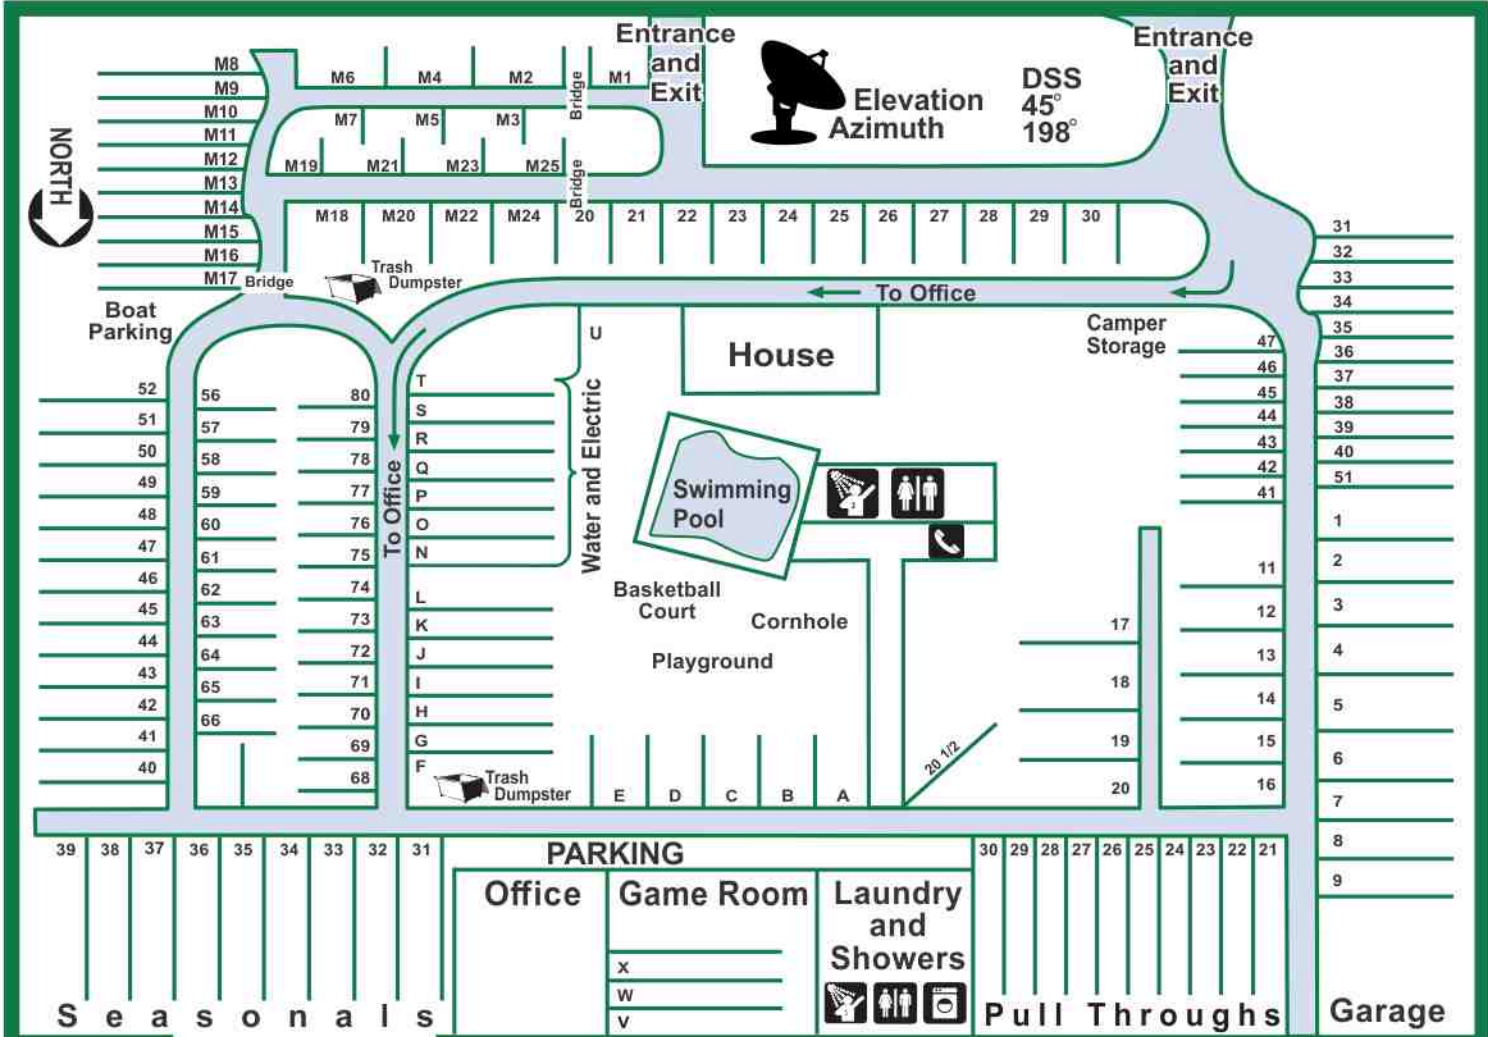 Entrance
and
Exit
Entrance
and
Exit
DSS
Elevation 45°
Azimuth 198°
NORTH
M8
M9
M10
M11
M12
M13
M14
M15
M16
M17
M6 M4 M2 M1
Bridge
M7 M5 M3
M19 M21 M23 M25
Bridge
M18 M20 M22 M24 20 21 22 23 24 25 26 27 28 29 30
Bridge
Trash
Dumpster
Boat
Parking
To Office
31
32
33
34
35
36
37
38
39
40
51
1
2
3
4
5
6
7
8
9
Camper
Storage
47
46
45
44
43
42
41
11
12
13
14
15
16
52
51
50
49
48
47
46
45
44
43
42
41
40
56
57
58
59
60
61
62
63
64
65
66
80
79
78
77
76
75
74
73
72
71
70
69
68
To Office
U
T
S
R
Q
P
O
N
L
K
J
I
H
G
F
Water and Electric
House
Swimming
Pool
Basketball
Court
Cornhole
Playground
17
18
19
20
20 1/2
Trash
Dumpster
E D C B A
39 38 37 36 35 34 33 32 31
PARKING
30 29 28 27 26 25 24 23 22 21
Office
Game Room
X
W
V
Laundry
and
Showers
Seasonals
Pull Throughs
Garage